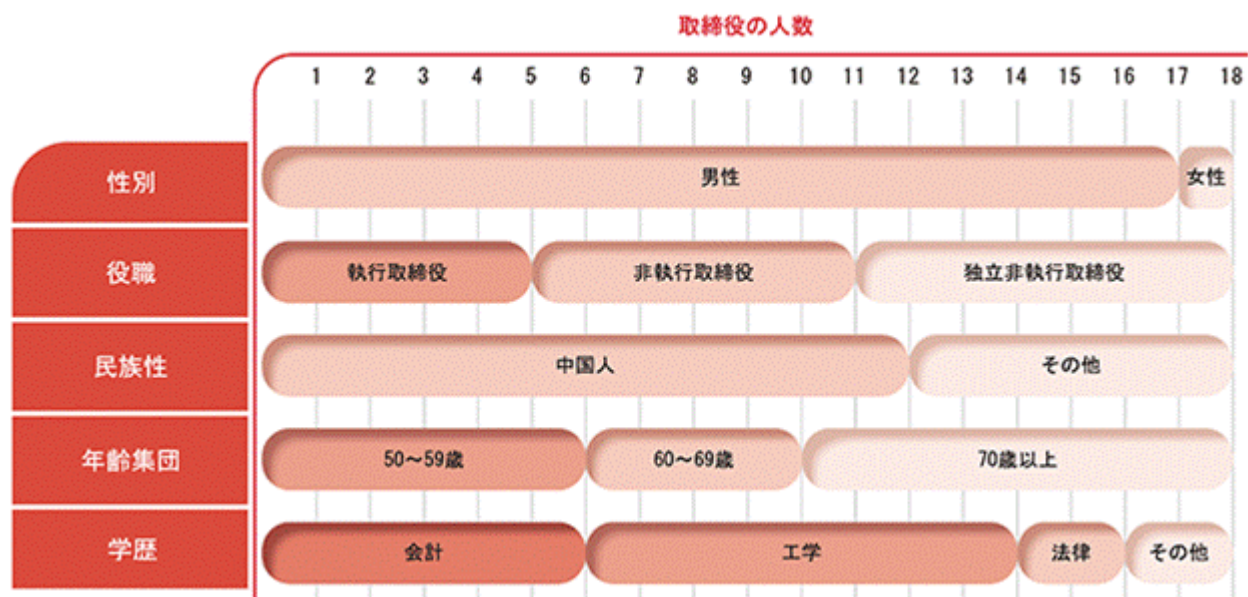 取締役の人数
1 2 3 4 5 6 7 8 9 10 11 12 13 14 15 16 17 18
性別 男性 女性
役職 執行取締役 非執行取締役 独立非執行取締役
民族性 中国人 その他
年齢集団 50～59歳 60～69歳 70歳以上
学歴 会計 工学 法律 その他